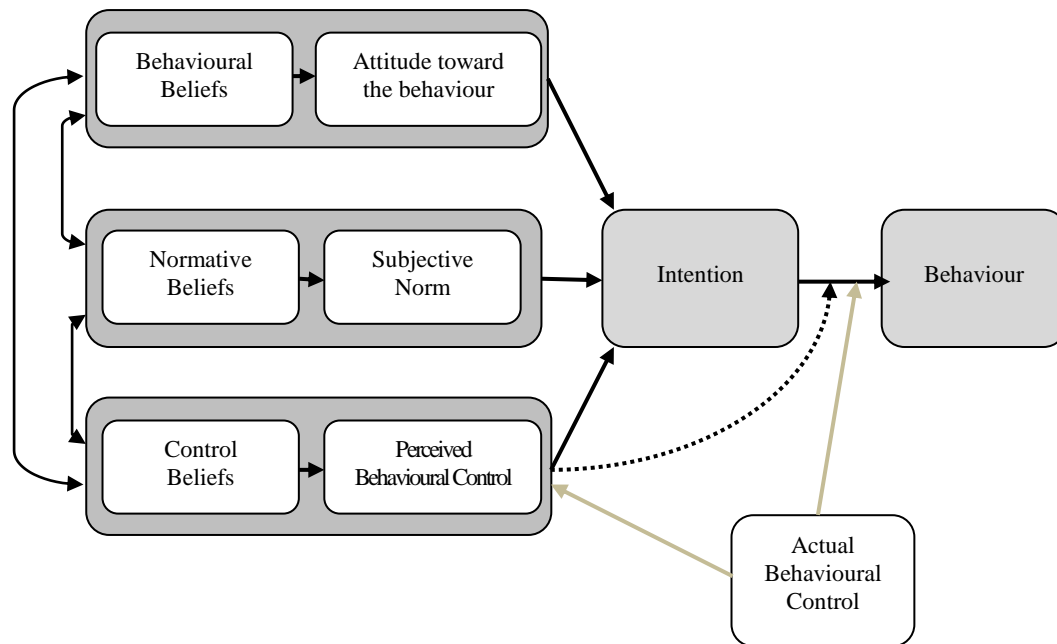 Behavioural
Beliefs
Attitude toward
the behaviour
Normative
Beliefs
Subjective
Norm
Intention
Behaviour
Control
Beliefs
Perceived
Behavioural Control
Actual
Behavioural
Control